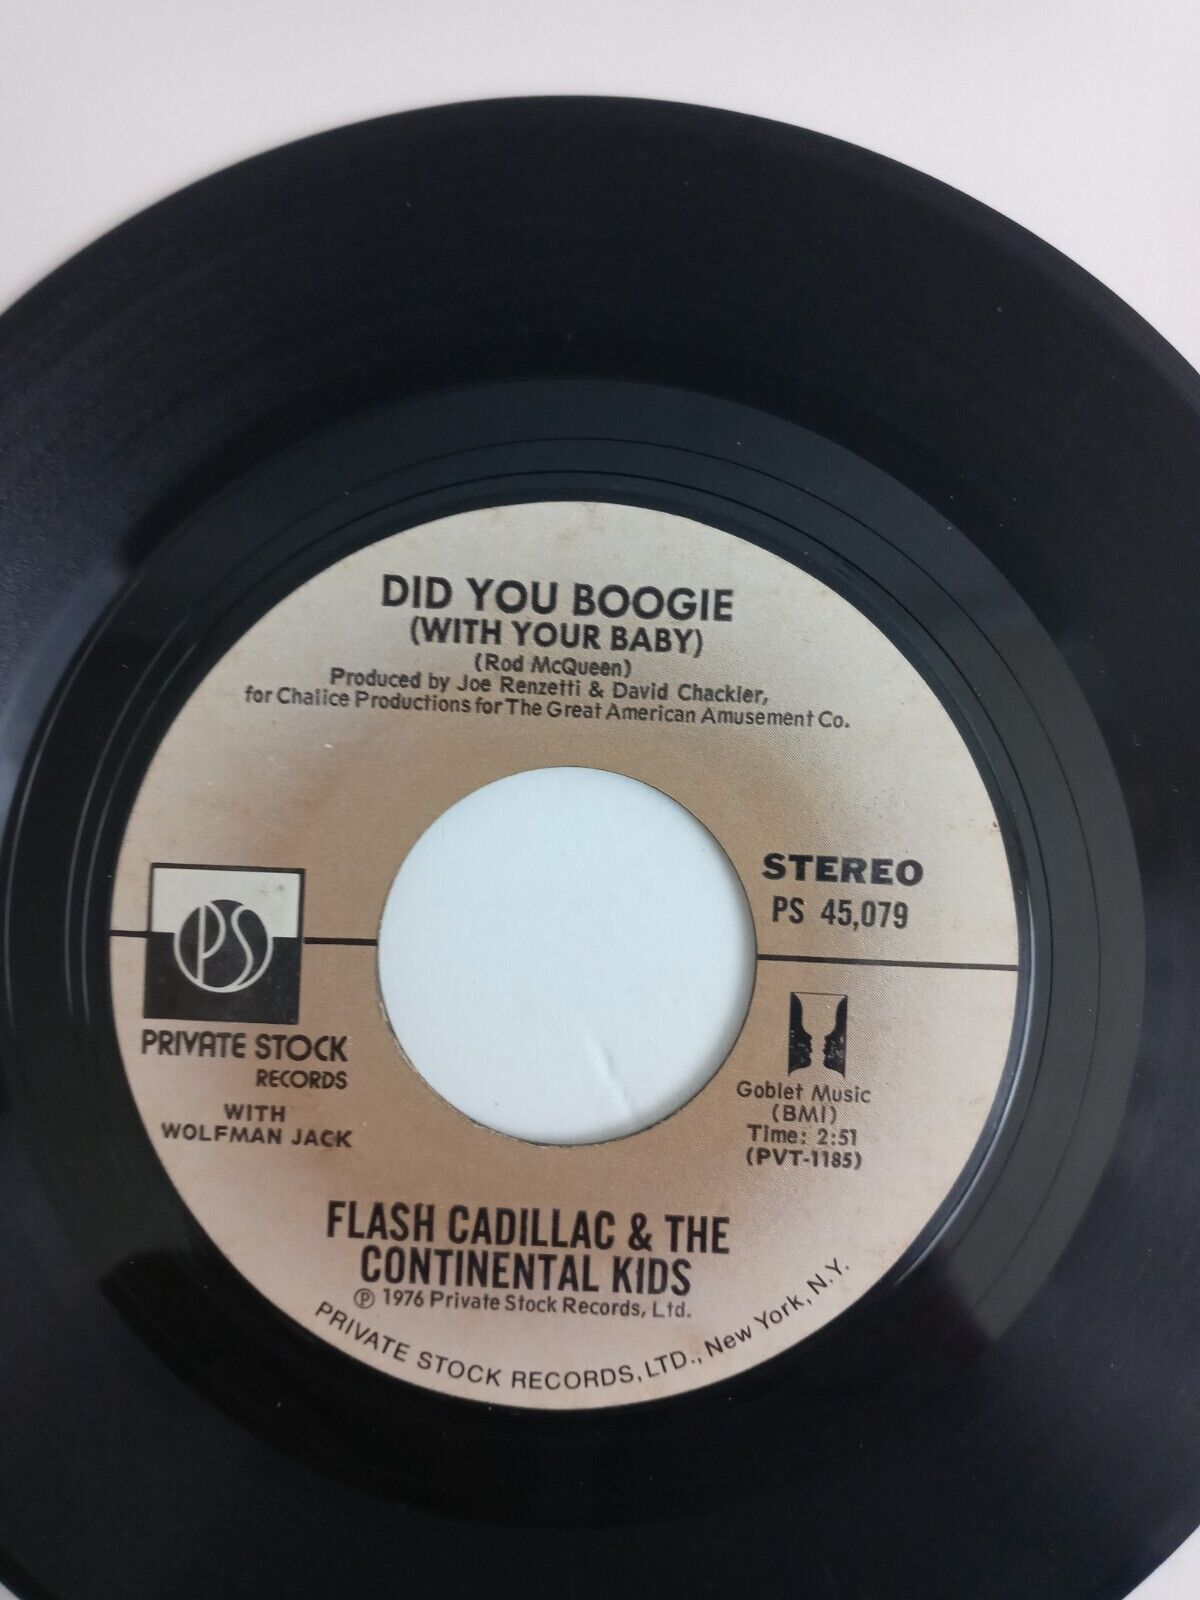 DID YOU BOOGIE
(WITH YOUR BABY)
(Rod McQueen)
Produced by Joe Renzetti & David Chackler,
for Chalice Productions for The Great American Amusement Co.
STEREO
PS 45,079
PS
PRIVATE STOCK
RECORDS
WITH
WOLFMAN JACK
Goblet Music
(BMI)
Time: 2:51
(PVT-1185)
FLASH CADILLAC & THE
CONTINENTAL KIDS
℗ 1976 Private Stock Records, Ltd.
PRIVATE STOCK RECORDS, LTD., New York, N.Y.